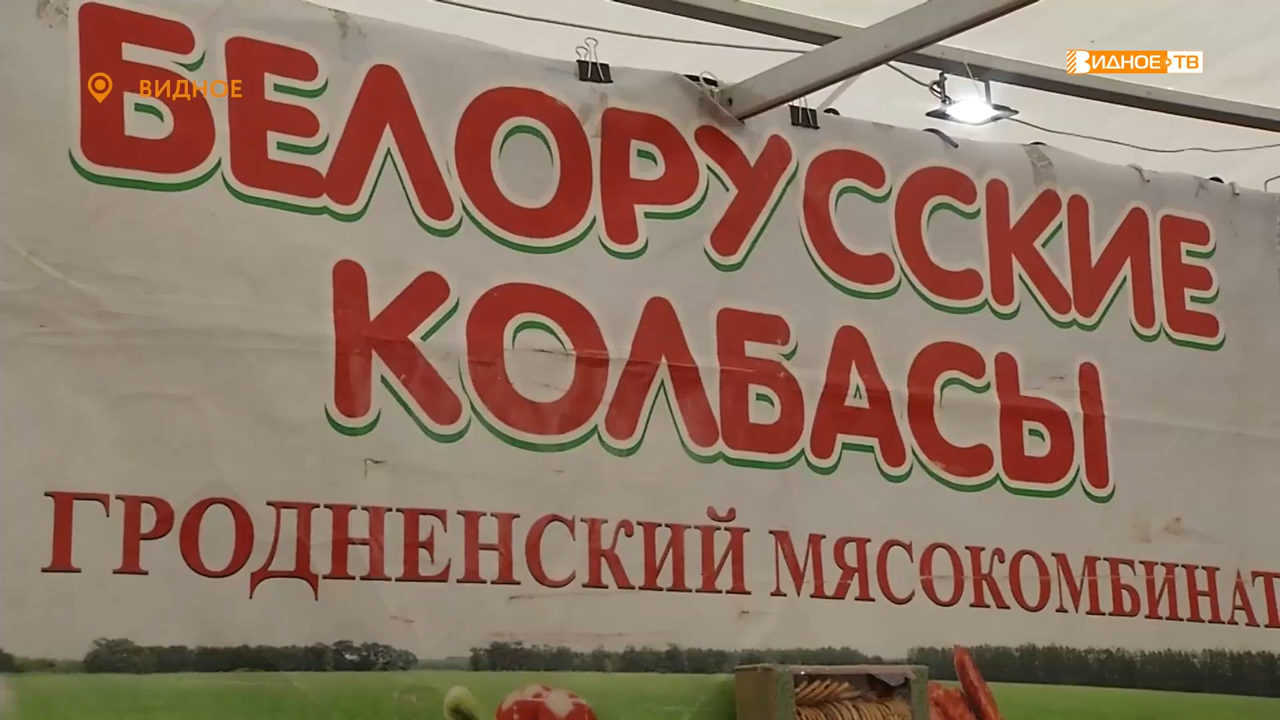 ВИДНОЕ
ВИДНОЕ ТВ
БЕЛОРУССКИЕ
КОЛБАСЫ
ГРОДНЕНСКИЙ МЯСОКОМБИНАТ